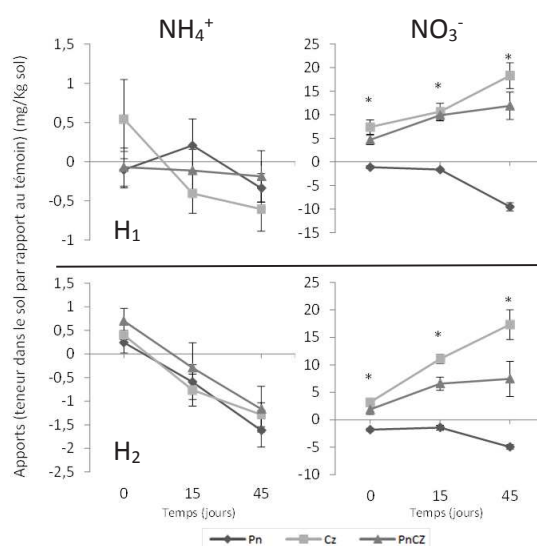 NH₄⁺ NO₃⁻
Apports (teneur dans le sol par rapport au témoin) (mg/Kg sol)
1,5
1
0,5
0
-0,5
-1
H₁
25
20
15
10
5
0
-5
-10
-15
* * *
1,5
1
0,5
0
-0,5
-1
-1,5
-2
-2,5
H₂
0 15 45
Temps (jours)
25
20
15
10
5
0
-5
-10
* * *
0 15 45
Temps (jours)
Pn Cz PnCZ